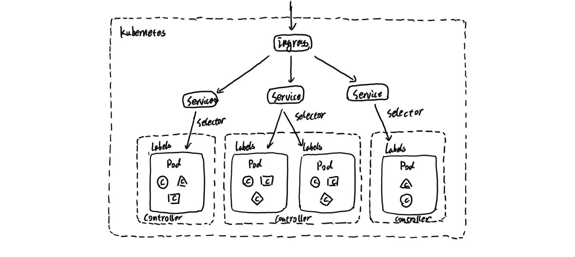 Kubernetes
ingress
Service
Service
Service
Selector
Selector
Selector
Labels
Labels
Labels
Labels
Pod
Pod
Pod
Pod
C
C
C
C
C
C
C
C
C
C
C
Controller
Controller
Controller